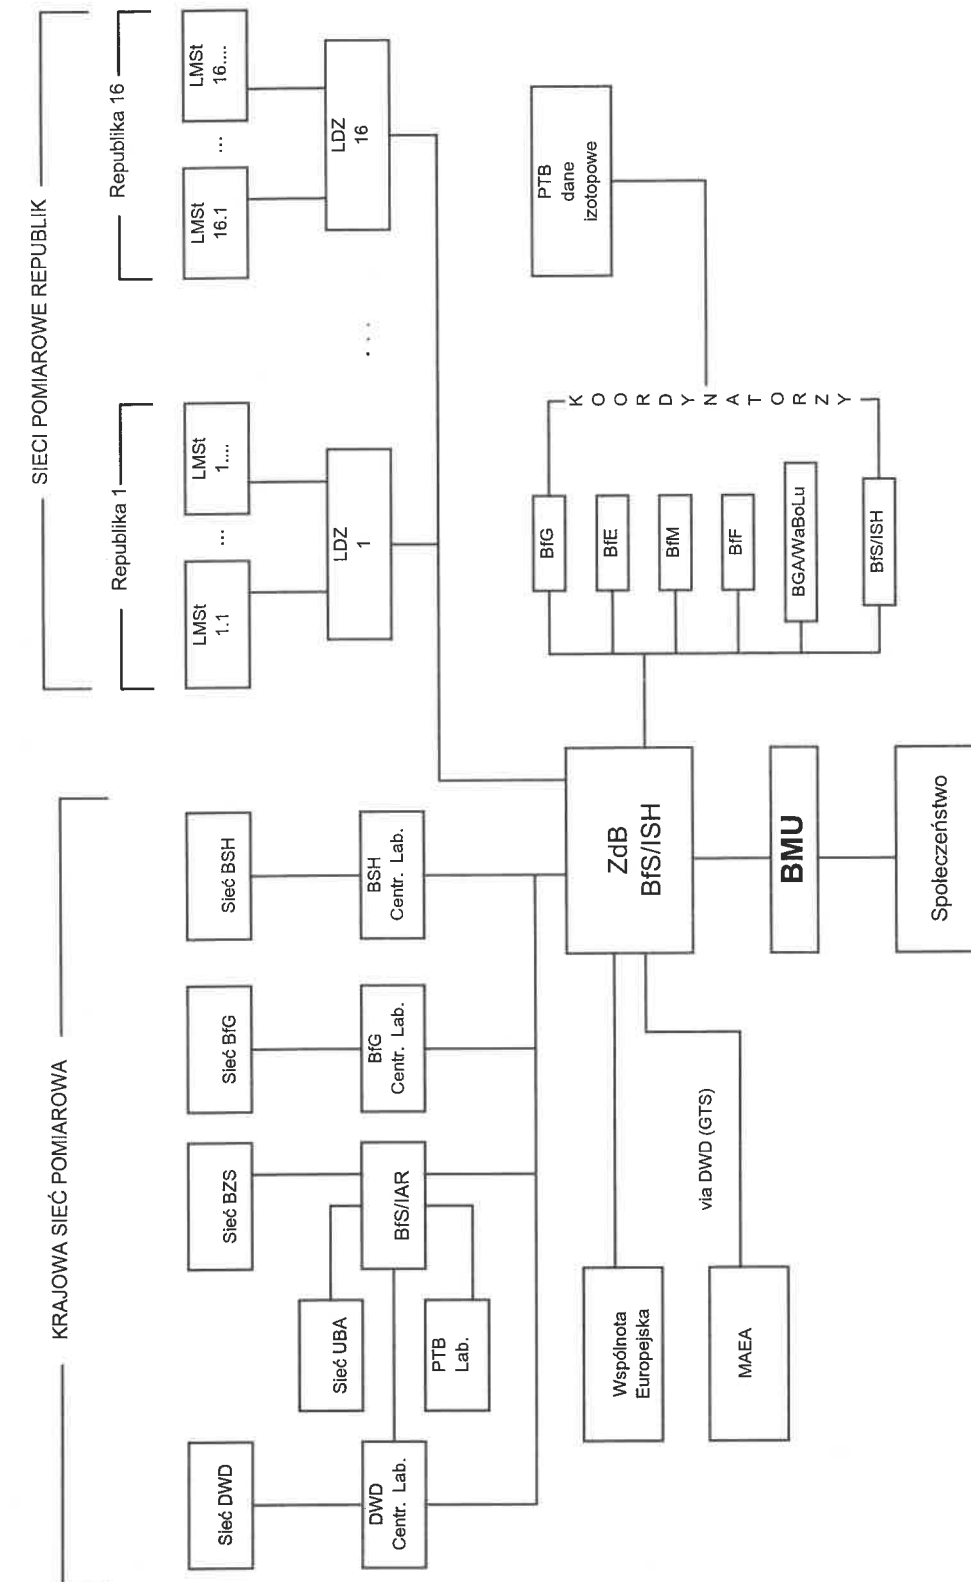 KRAJOWA SIEĆ POMIAROWA
SIECI POMIAROWE REPUBLIK
Republika 1
Republika 16
Sieć DWD
Sieć BZS
Sieć BfG
Sieć BSH
LMSt
1.1
...
LMSt
1....
LMSt
16.1
...
LMSt
16....
Sieć UBA
DWD
Centr. Lab.
BfS/IAR
BfG
Centr. Lab.
BSH
Centr. Lab.
LDZ
1
. . .
LDZ
16
PTB
Lab.
Wspólnota
Europejska
ZdB
BfS/ISH
BfG
BfE
BfM
BfF
BGA/WaBoLu
BfS/ISH
KOORDYNATORZY
PTB
dane
izotopowe
via DWD (GTS)
MAEA
BMU
Społeczeństwo